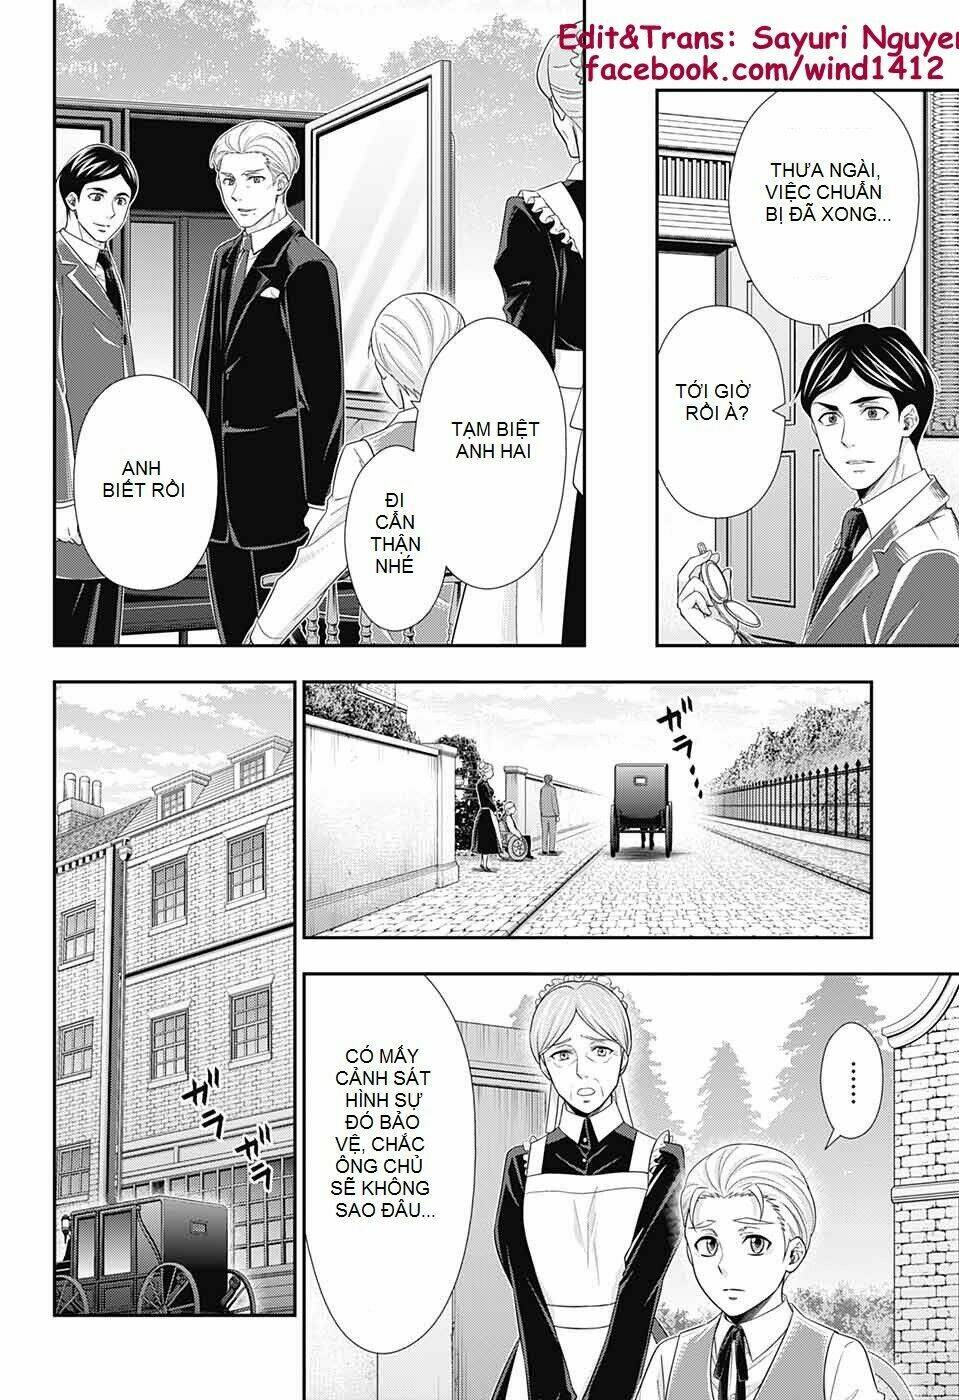 Edit&Trans: Sayuri Nguyen
facebook.com/wind1412
THƯA NGÀI,
VIỆC CHUẨN
BỊ ĐÃ XONG...
TỚI GIỜ
RỒI À?
TẠM BIỆT
ANH HAI
ĐI
CẨN
THẬN
NHÉ
ANH
BIẾT RỒI
ガラ
ガラ
......
CÓ MẤY
CẢNH SÁT
HÌNH SỰ
ĐÓ BẢO
VỆ, CHẮC
ÔNG CHỦ
SẼ KHÔNG
SAO ĐÂU...